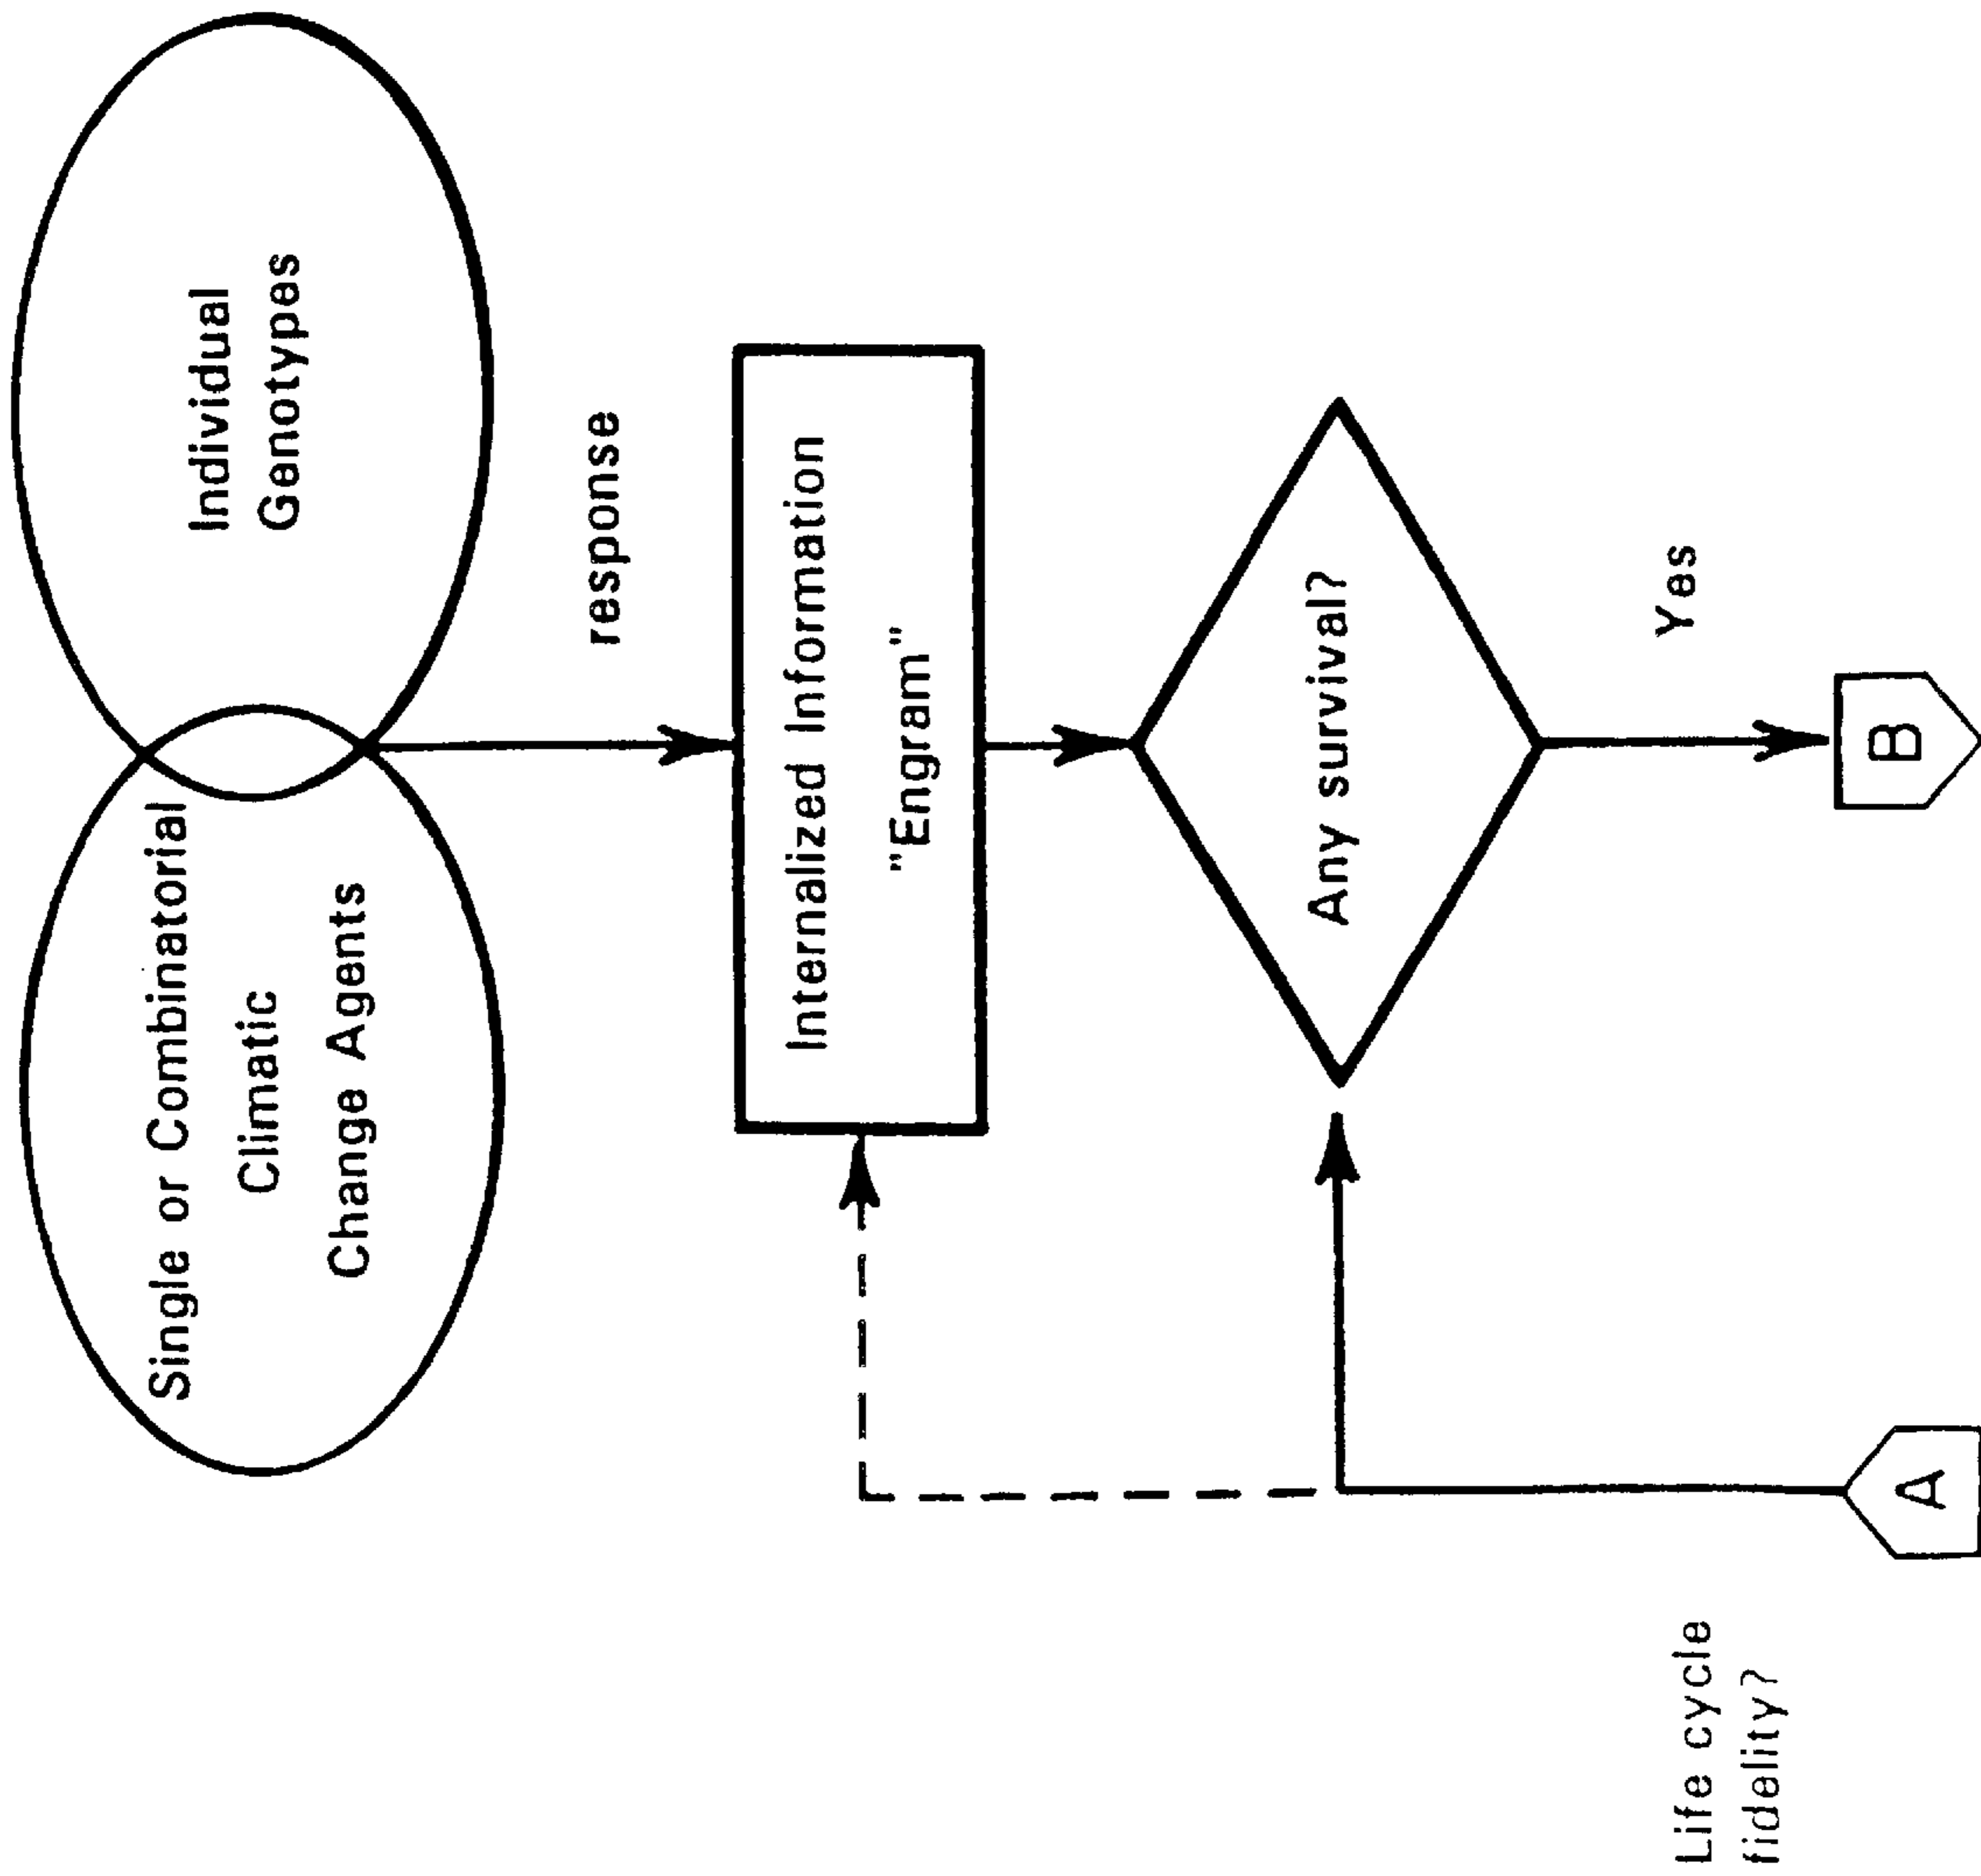 Single or Combinatorial
Climatic
Change Agents
Individual
Genotypes
response
Internalized Information
"Engram"
Any survival?
Yes
B
A
Life cycle
fidelity?